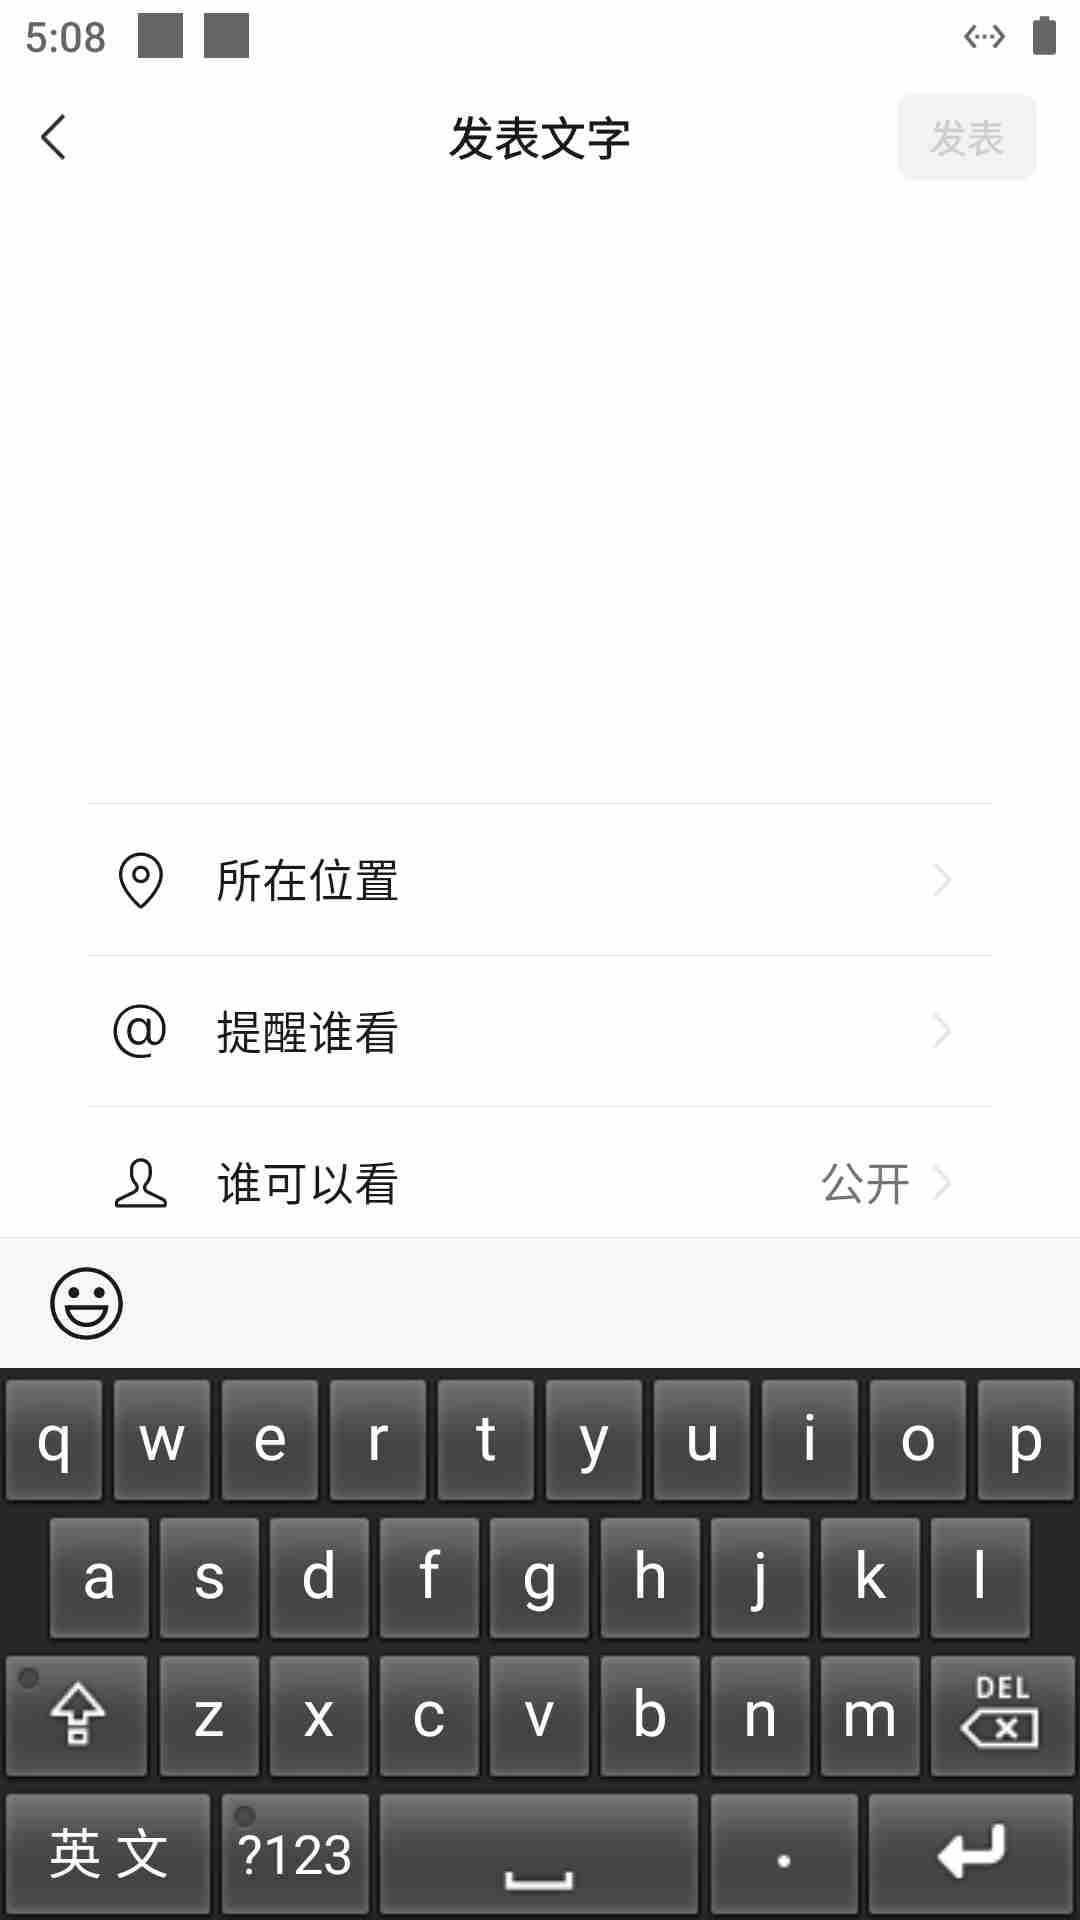 5:08
发表文字 发表
所在位置
@ 提醒谁看
谁可以看 公开
q w e r t y u i o p
a s d f g h j k l
z x c v b n m DEL
英文 ?123 .